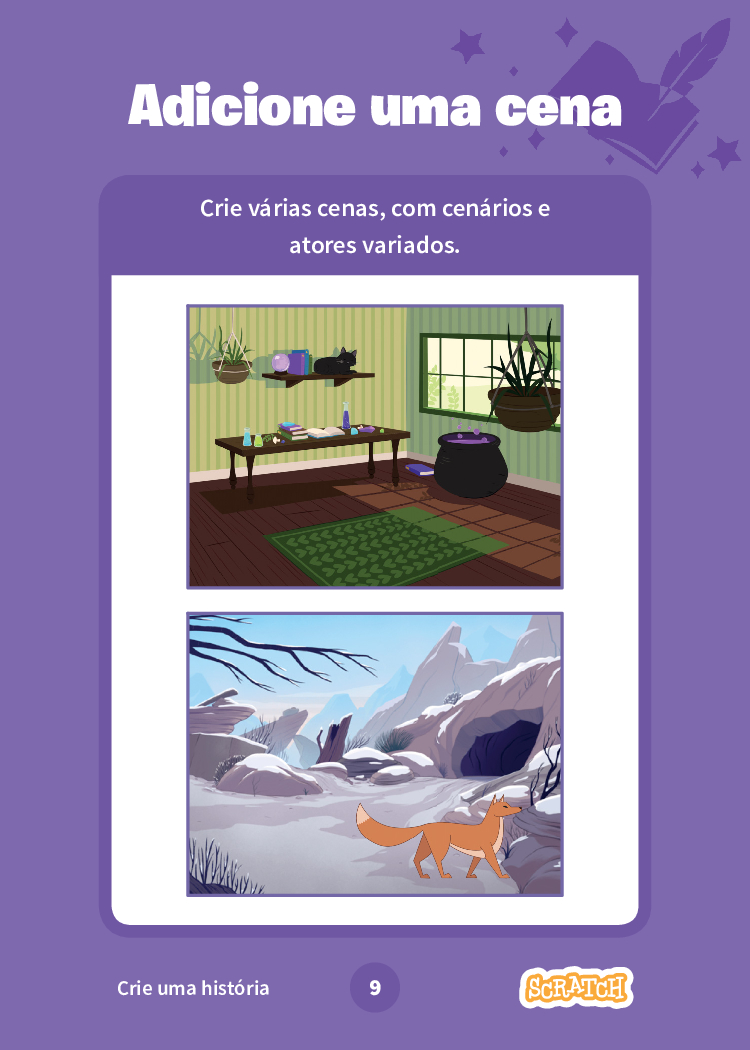 Adicione uma cena
Crie várias cenas, com cenários e
atores variados.
Crie uma história
9
SCRATCH